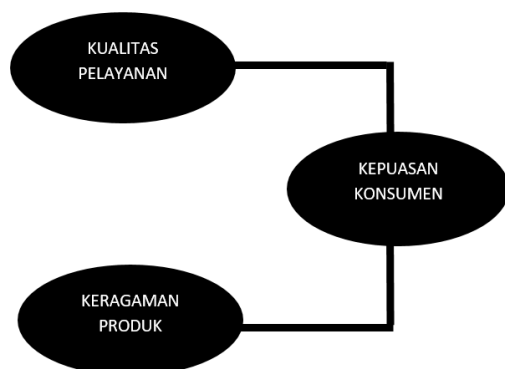 KUALITAS
PELAYANAN
KEPUASAN
KONSUMEN
KERAGAMAN
PRODUK